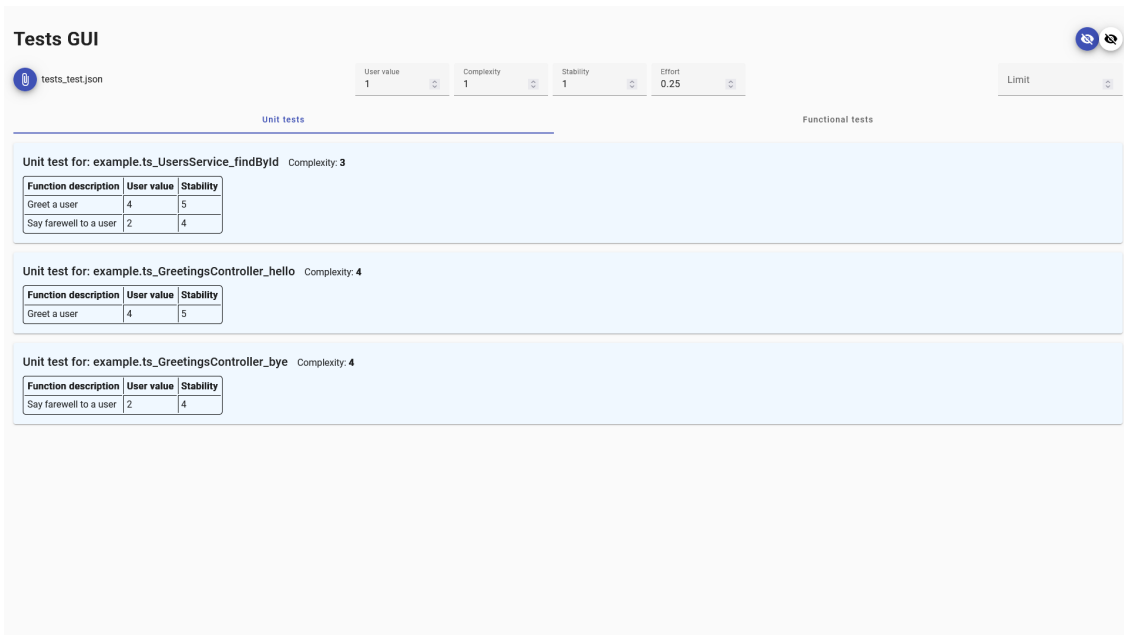 Tests GUI
tests_test.json
User value
1
Complexity
1
Stability
1
Effort
0.25
Limit
Unit tests
Functional tests
Unit test for: example.ts_UsersService_findById Complexity: 3
Function description User value Stability
Greet a user 4 5
Say farewell to a user 2 4
Unit test for: example.ts_GreetingsController_hello Complexity: 4
Function description User value Stability
Greet a user 4 5
Unit test for: example.ts_GreetingsController_bye Complexity: 4
Function description User value Stability
Say farewell to a user 2 4